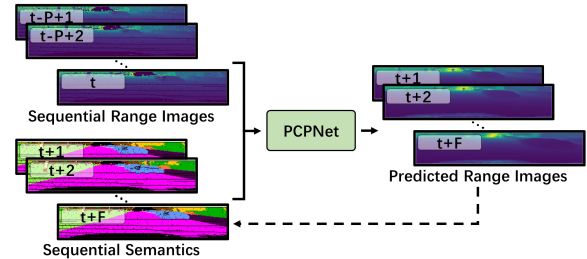 t-P+1
t-P+2
t
Sequential Range Images
t+1
t+2
t+F
Sequential Semantics
PCPNet
t+1
t+2
t+F
Predicted Range Images